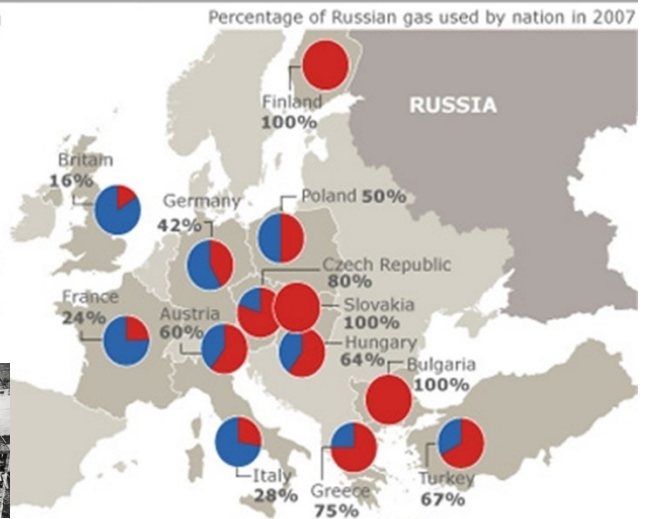 Percentage of Russian gas used by nation in 2007
RUSSIA
Finland
100%
Britain
16%
Germany
42%
Poland 50%
Czech Republic
80%
Slovakia
100%
Hungary
64%
France
24%
Austria
60%
Bulgaria
100%
Italy
28%
Greece
75%
Turkey
67%